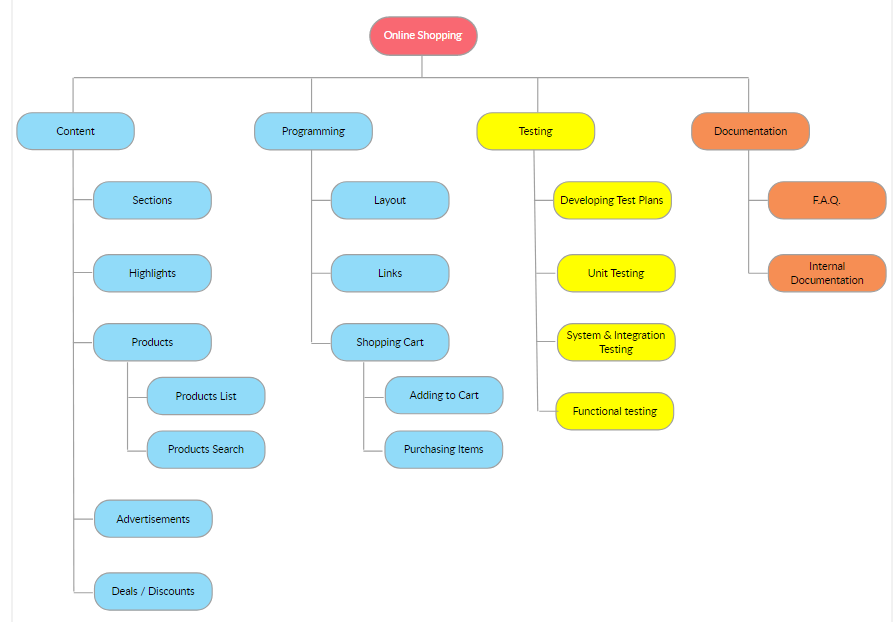 Online Shopping
Content
Programming
Testing
Documentation
Sections
Layout
Developing Test Plans
F.A.Q.
Highlights
Links
Unit Testing
Internal
Documentation
Products
Shopping Cart
System & Integration
Testing
Products List
Adding to Cart
Functional testing
Products Search
Purchasing Items
Advertisements
Deals / Discounts